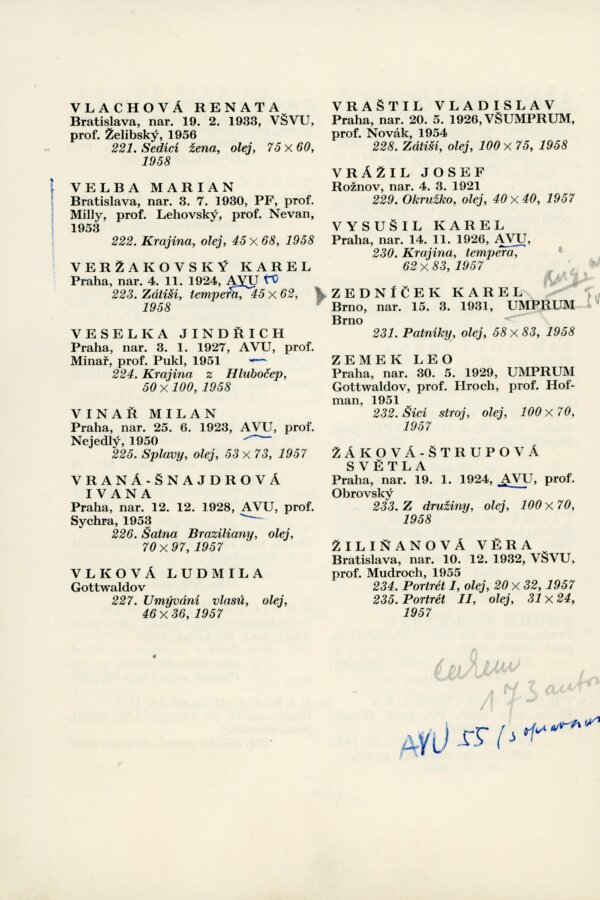 VLACHOVÁ RENATA
Bratislava, nar. 19. 2. 1933, VŠVU,
prof. Želibský, 1956
221. Sedící žena, olej, 75×60,
1958
VELBA MARIAN
Bratislava, nar. 3. 7. 1930, PF, prof.
Milly, prof. Lehovský, prof. Nevan,
1953
222. Krajina, olej, 45×68, 1958
VERŽAKOVSKÝ KAREL
Praha, nar. 4. 11. 1924, AVU
223. Zátiší, tempera, 45×62,
1958
VESELKA JINDŘICH
Praha, nar. 3. 1. 1927, AVU, prof.
Minař, prof. Pukl, 1951
224. Krajina z Hlubočep,
50×100, 1958
VINAŘ MILAN
Praha, nar. 25. 6. 1923, AVU, prof.
Nejedlý, 1950
225. Splavy, olej, 53×73, 1957
VRANÁ-ŠNAJDROVÁ
IVANA
Praha, nar. 12. 12. 1928, AVU, prof.
Sychra, 1953
226. Šatna Braziliany, olej,
70×97, 1957
VLKOVÁ LUDMILA
Gottwaldov
227. Umývání vlasů, olej,
46×36, 1957
VRAŠTIL VLADISLAV
Praha, nar. 20. 5. 1926, VŠUMPRUM,
prof. Novák, 1954
228. Zátiší, olej, 100×75, 1958
VRÁŽIL JOSEF
Rožnov, nar. 4. 3. 1921
229. Okružko, olej, 40×40, 1957
VYSUŠIL KAREL
Praha, nar. 14. 11. 1926, AVU,
230. Krajina, tempera,
62×83, 1957
ZEDNÍČEK KAREL
Brno, nar. 15. 3. 1931, UMPRUM
Brno
231. Patníky, olej, 58×83, 1958
ZEMEK LEO
Praha, nar. 30. 5. 1929, UMPRUM
Gottwaldov, prof. Hroch, prof. Hof-
man, 1951
232. Šicí stroj, olej, 100×70,
1957
ŽÁKOVÁ-ŠTRUPOVÁ
SVĚTLA
Praha, nar. 19. 1. 1924, AVU, prof.
Obrovský
233. Z družiny, olej, 100×70,
1958
ŽILIŇANOVÁ VĚRA
Bratislava, nar. 10. 12. 1932, VŠVU,
prof. Mudroch, 1955
234. Portrét I, olej, 20×32, 1957
235. Portrét II, olej, 31×24,
1957
celkem
173 autor
AVU 55